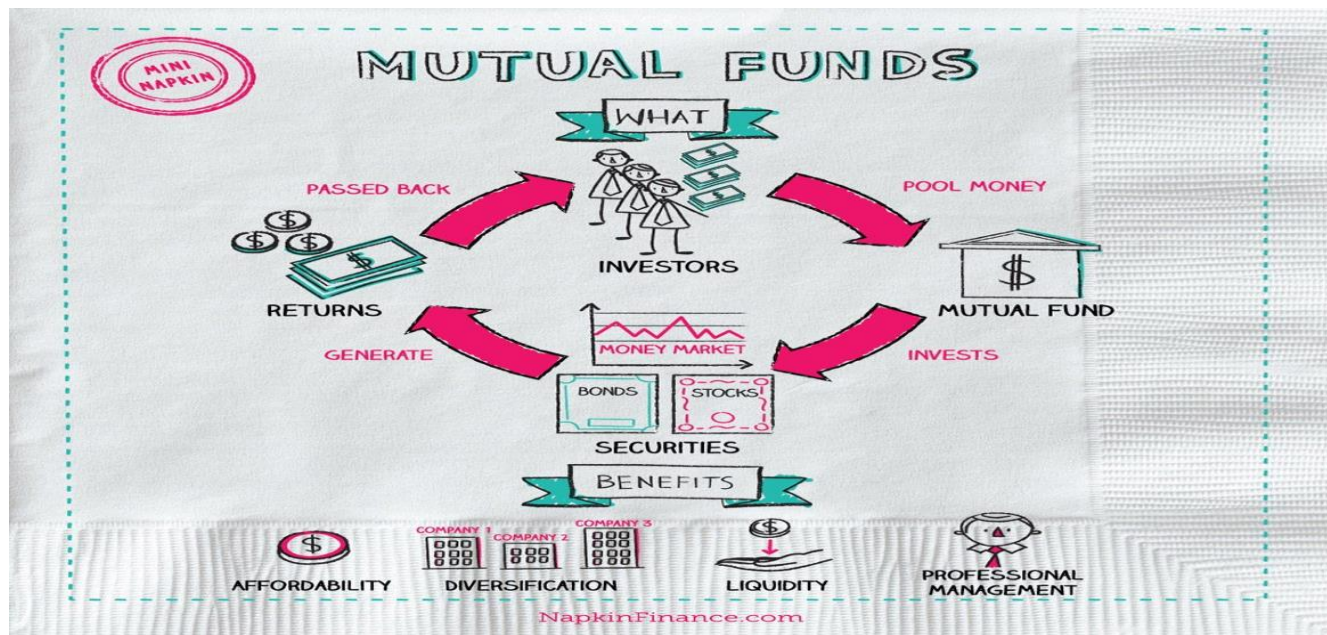 MINI
NAPKIN
MUTUAL FUNDS
WHAT
PASSED BACK
POOL MONEY
INVESTORS
RETURNS
MUTUAL FUND
GENERATE
MONEY MARKET
INVESTS
BONDS
STOCKS
SECURITIES
BENEFITS
COMPANY 1
COMPANY 2
COMPANY 3
AFFORDABILITY
DIVERSIFICATION
LIQUIDITY
PROFESSIONAL
MANAGEMENT
NapkinFinance.com